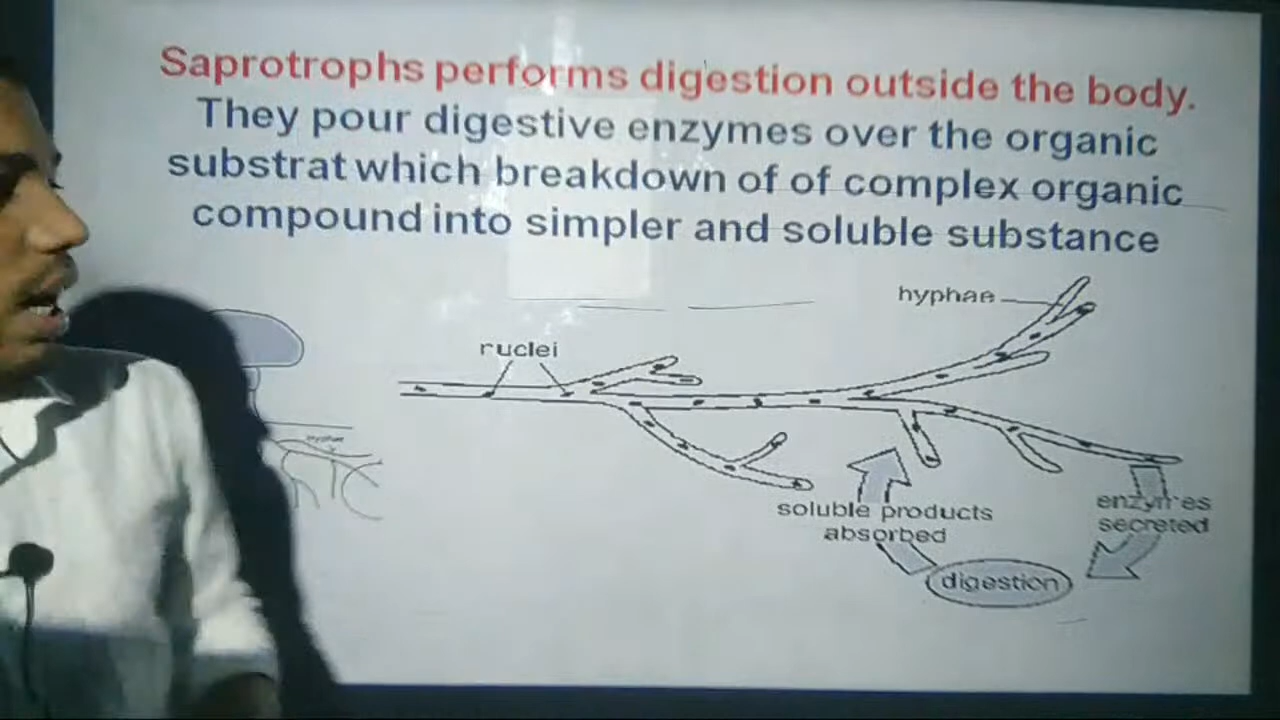 Saprotrophs performs digestion outside the body.
They pour digestive enzymes over the organic
substrat which breakdown of of complex organic
compound into simpler and soluble substance
hyphae
ruclei
enzymes
secreted
soluble products
absorbed
digestion